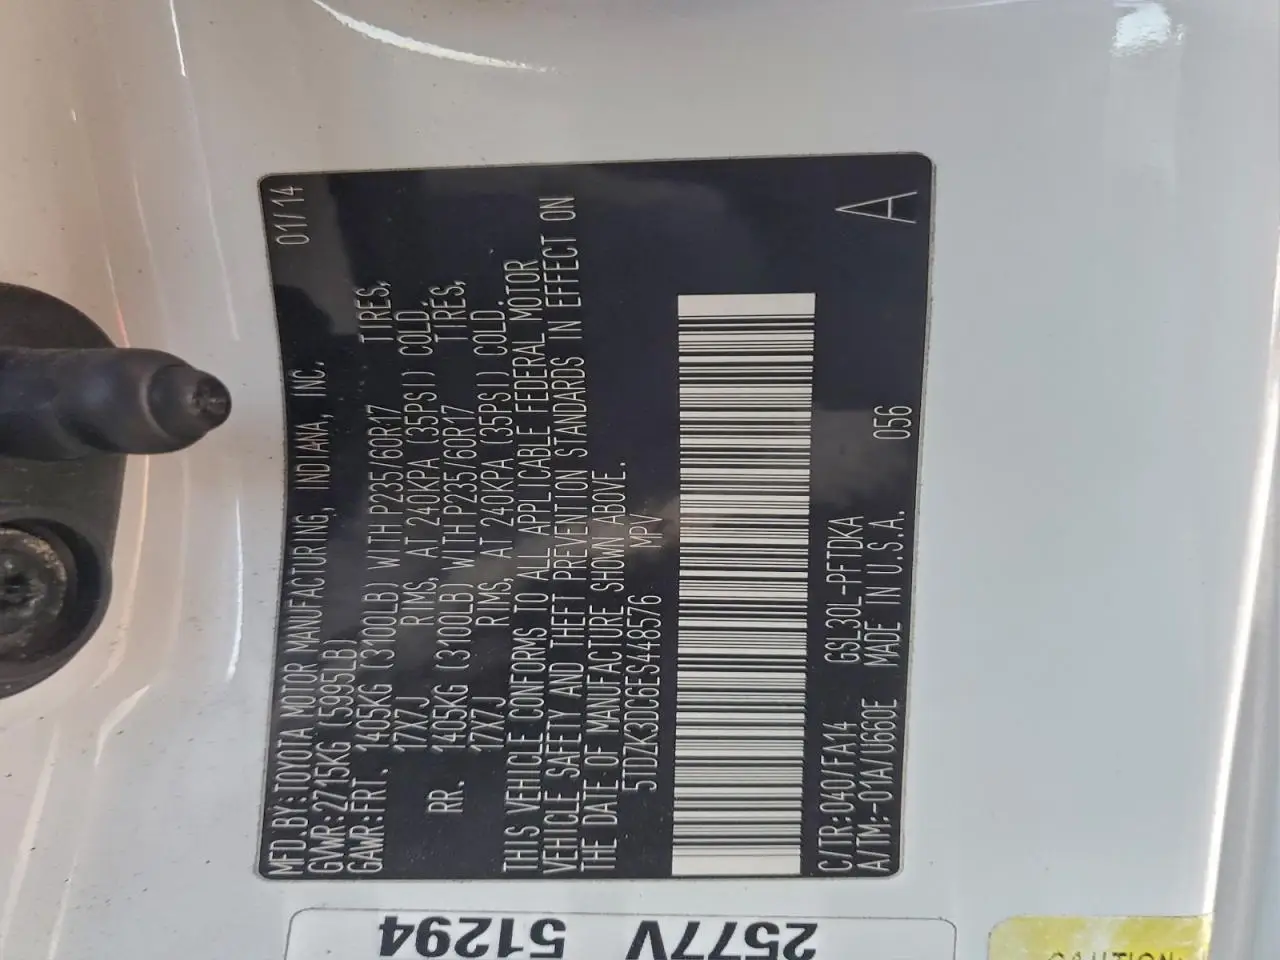 MFD.BY:TOYOTA MOTOR MANUFACTURING, INDIANA, INC. 01/14
GVWR:2715KG (5995LB)
GAWR:FRT. 1405KG (3100LB) WITH P235/60R17 TIRES,
17X7J RIMS, AT 240KPA (35PSI) COLD.
RR. 1405KG (3100LB) WITH P235/60R17 TIRES,
17X7J RIMS, AT 240KPA (35PSI) COLD.
THIS VEHICLE CONFORMS TO ALL APPLICABLE FEDERAL MOTOR
VEHICLE SAFETY AND THEFT PREVENTION STANDARDS IN EFFECT ON
THE DATE OF MANUFACTURE SHOWN ABOVE.
5TDZK3DC6ES448576 MPV
C/TR:040/FA14 GSL30L-PFTDKA
A/TM:-01A/U660E MADE IN U.S.A. 056
A
2577V
51294
CAUTION: